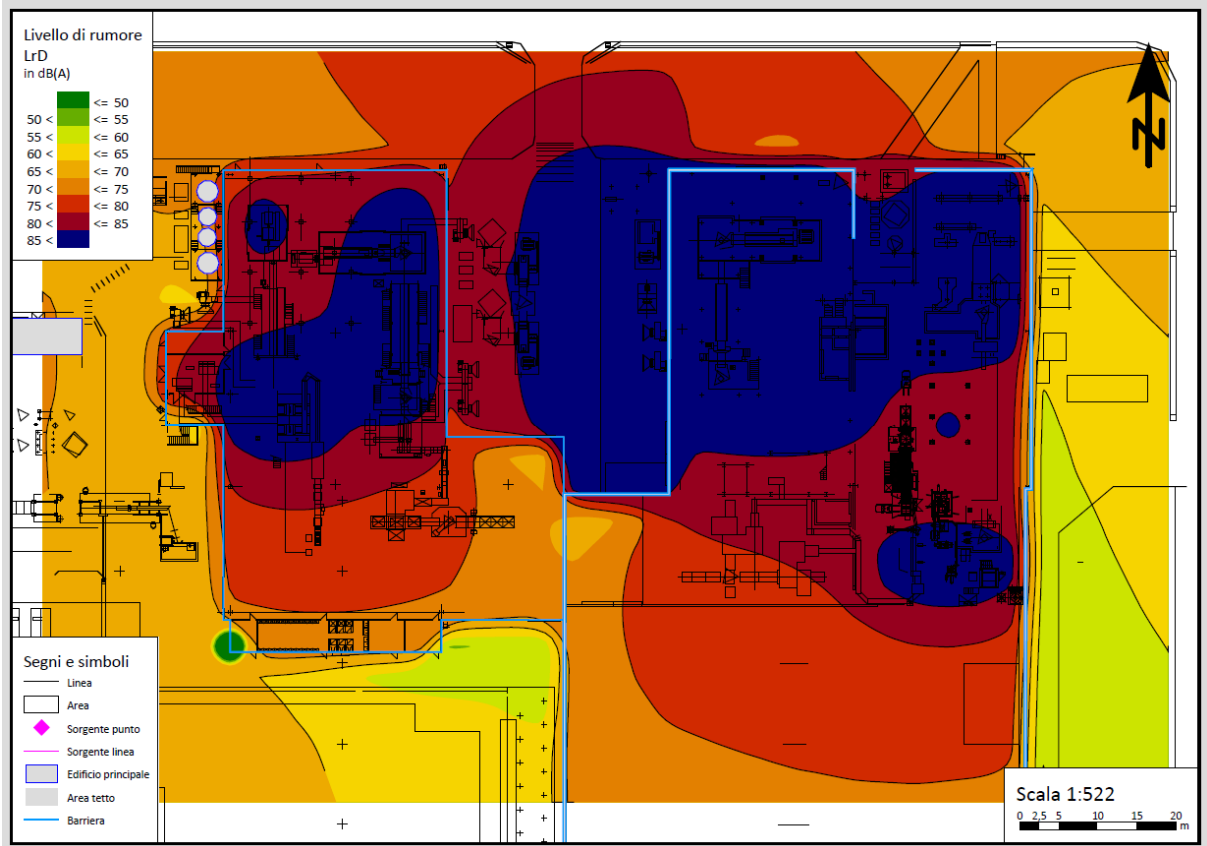 Livello di rumore
LrD
in dB(A)
<= 50
50 < <= 55
55 < <= 60
60 < <= 65
65 < <= 70
70 < <= 75
75 < <= 80
80 < <= 85
85 <
N
Segni e simboli
Linea
Area
Sorgente punto
Sorgente linea
Edificio principale
Area tetto
Barriera
Scala 1:522
0 2,5 5 10 15 20
m